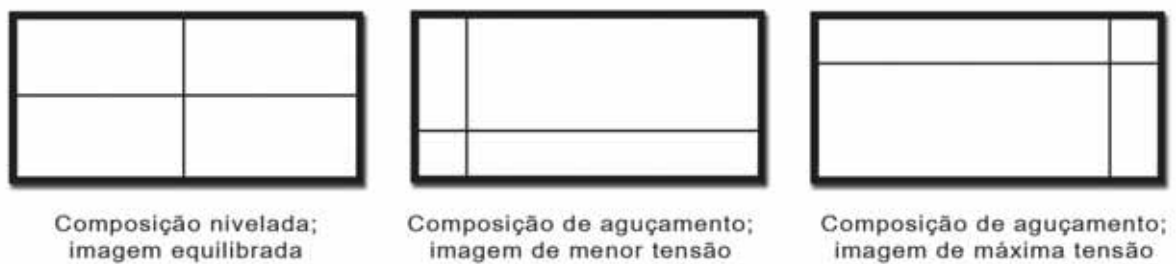 Composição nivelada;
imagem equilibrada
Composição de aguçamento;
imagem de menor tensão
Composição de aguçamento;
imagem de máxima tensão